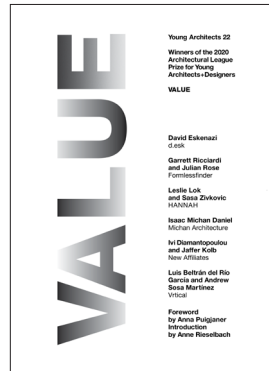 VALUE
Young Architects 22
Winners of the 2020
Architectural League
Prize for Young
Architects+Designers
VALUE
David Eskenazi
d.esk
Garrett Ricciardi
and Julian Rose
Formlessfinder
Leslie Lok
and Sasa Zivkovic
HANNAH
Isaac Michan Daniel
Michan Architecture
Ivi Diamantopoulou
and Jaffer Kolb
New Affiliates
Luis Beltrán del Río
García and Andrew
Sosa Martínez
Vrtical
Foreword
by Anna Puigjaner
Introduction
by Anne Rieselbach